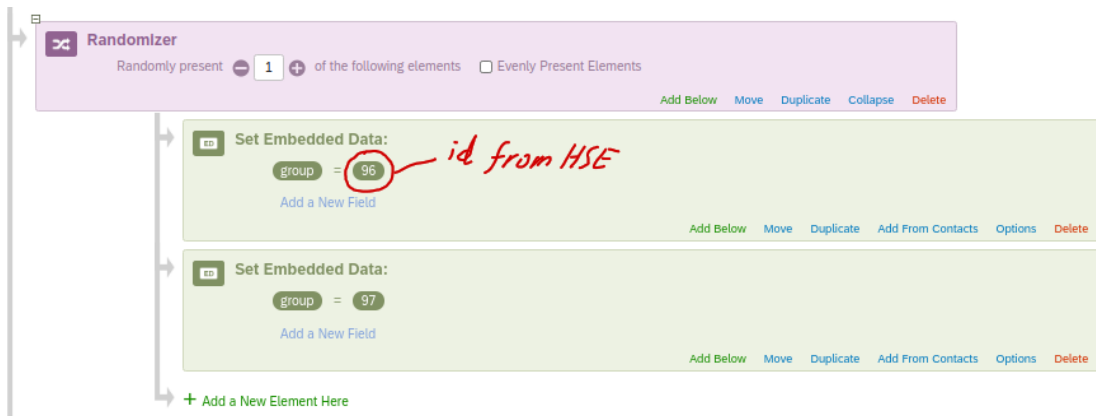 Randomizer
Randomly present 1 of the following elements Evenly Present Elements
Add Below Move Duplicate Collapse Delete
ED Set Embedded Data:
group = 96
id from HSE
Add a New Field
Add Below Move Duplicate Add From Contacts Options Delete
ED Set Embedded Data:
group = 97
Add a New Field
Add Below Move Duplicate Add From Contacts Options Delete
+ Add a New Element Here